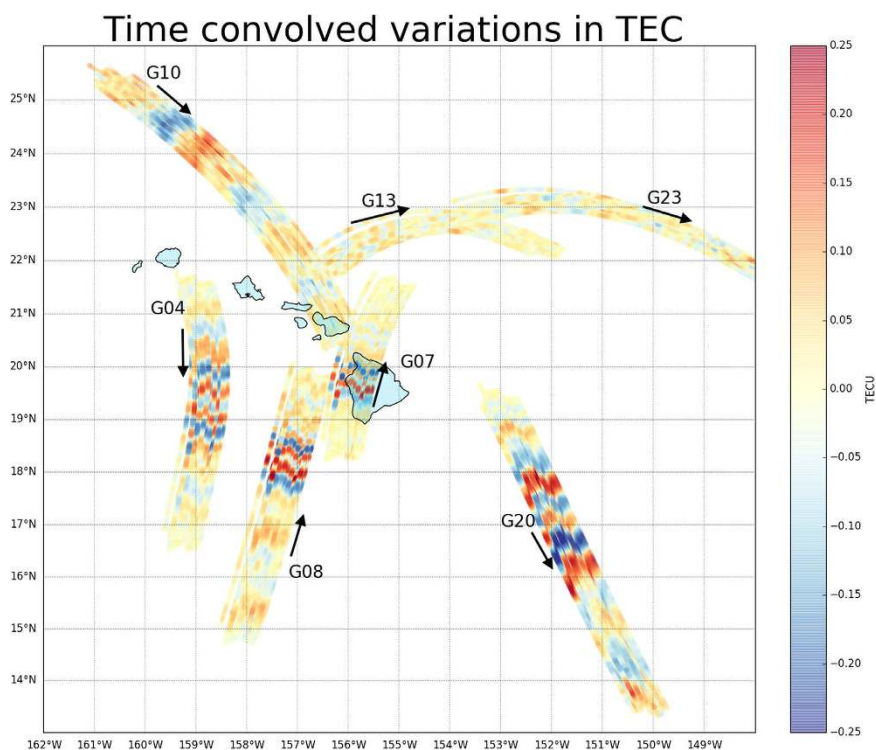 Time convolved variations in TEC
G10
G13
G23
G04
G07
G20
G08
25°N
24°N
23°N
22°N
21°N
20°N
19°N
18°N
17°N
16°N
15°N
14°N
162°W 161°W 160°W 159°W 158°W 157°W 156°W 155°W 154°W 153°W 152°W 151°W 150°W 149°W
0.25
0.20
0.15
0.10
0.05
0.00
−0.05
−0.10
−0.15
−0.20
−0.25
TECU